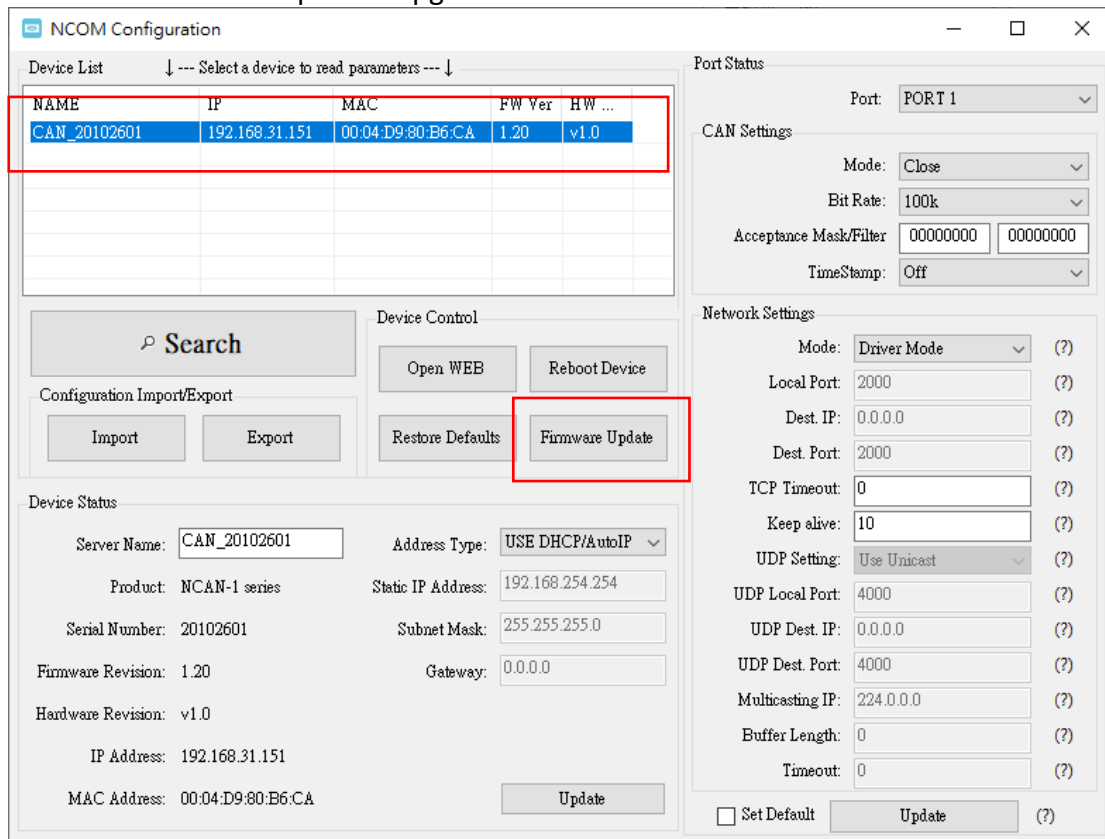 NCOM Configuration
Device List ↓ --- Select a device to read parameters --- ↓
NAME IP MAC FW Ver HW ...
CAN_20102601 192.168.31.151 00:04:D9:80:B6:CA 1.20 v1.0
Search
Configuration Import/Export
Import Export
Device Control
Open WEB Reboot Device
Restore Defaults Firmware Update
Device Status
Server Name: CAN_20102601
Product: NCAN-1 series
Serial Number: 20102601
Firmware Revision: 1.20
Hardware Revision: v1.0
IP Address: 192.168.31.151
MAC Address: 00:04:D9:80:B6:CA
Address Type: USE DHCP/AutoIP
Static IP Address: 192.168.254.254
Subnet Mask: 255.255.255.0
Gateway: 0.0.0.0
Update
Port Status
Port: PORT 1
CAN Settings
Mode: Close
Bit Rate: 100k
Acceptance Mask/Filter 00000000 00000000
TimeStamp: Off
Network Settings
Mode: Driver Mode (?)
Local Port: 2000 (?)
Dest. IP: 0.0.0.0 (?)
Dest. Port: 2000 (?)
TCP Timeout: 0 (?)
Keep alive: 10 (?)
UDP Setting: Use Unicast (?)
UDP Local Port: 4000 (?)
UDP Dest. IP: 0.0.0.0 (?)
UDP Dest. Port: 4000 (?)
Multicasting IP: 224.0.0.0 (?)
Buffer Length: 0 (?)
Timeout: 0 (?)
Set Default Update (?)